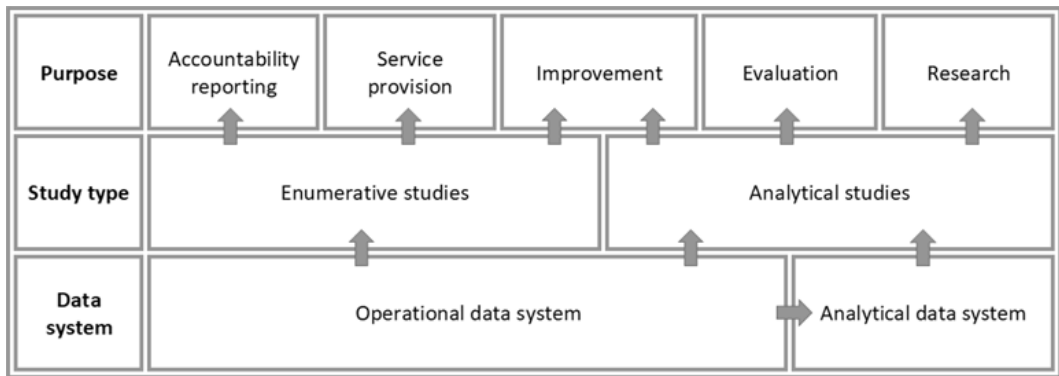 Purpose
Accountability
reporting
Service
provision
Improvement
Evaluation
Research
Study type
Enumerative studies
Analytical studies
Data
system
Operational data system
Analytical data system